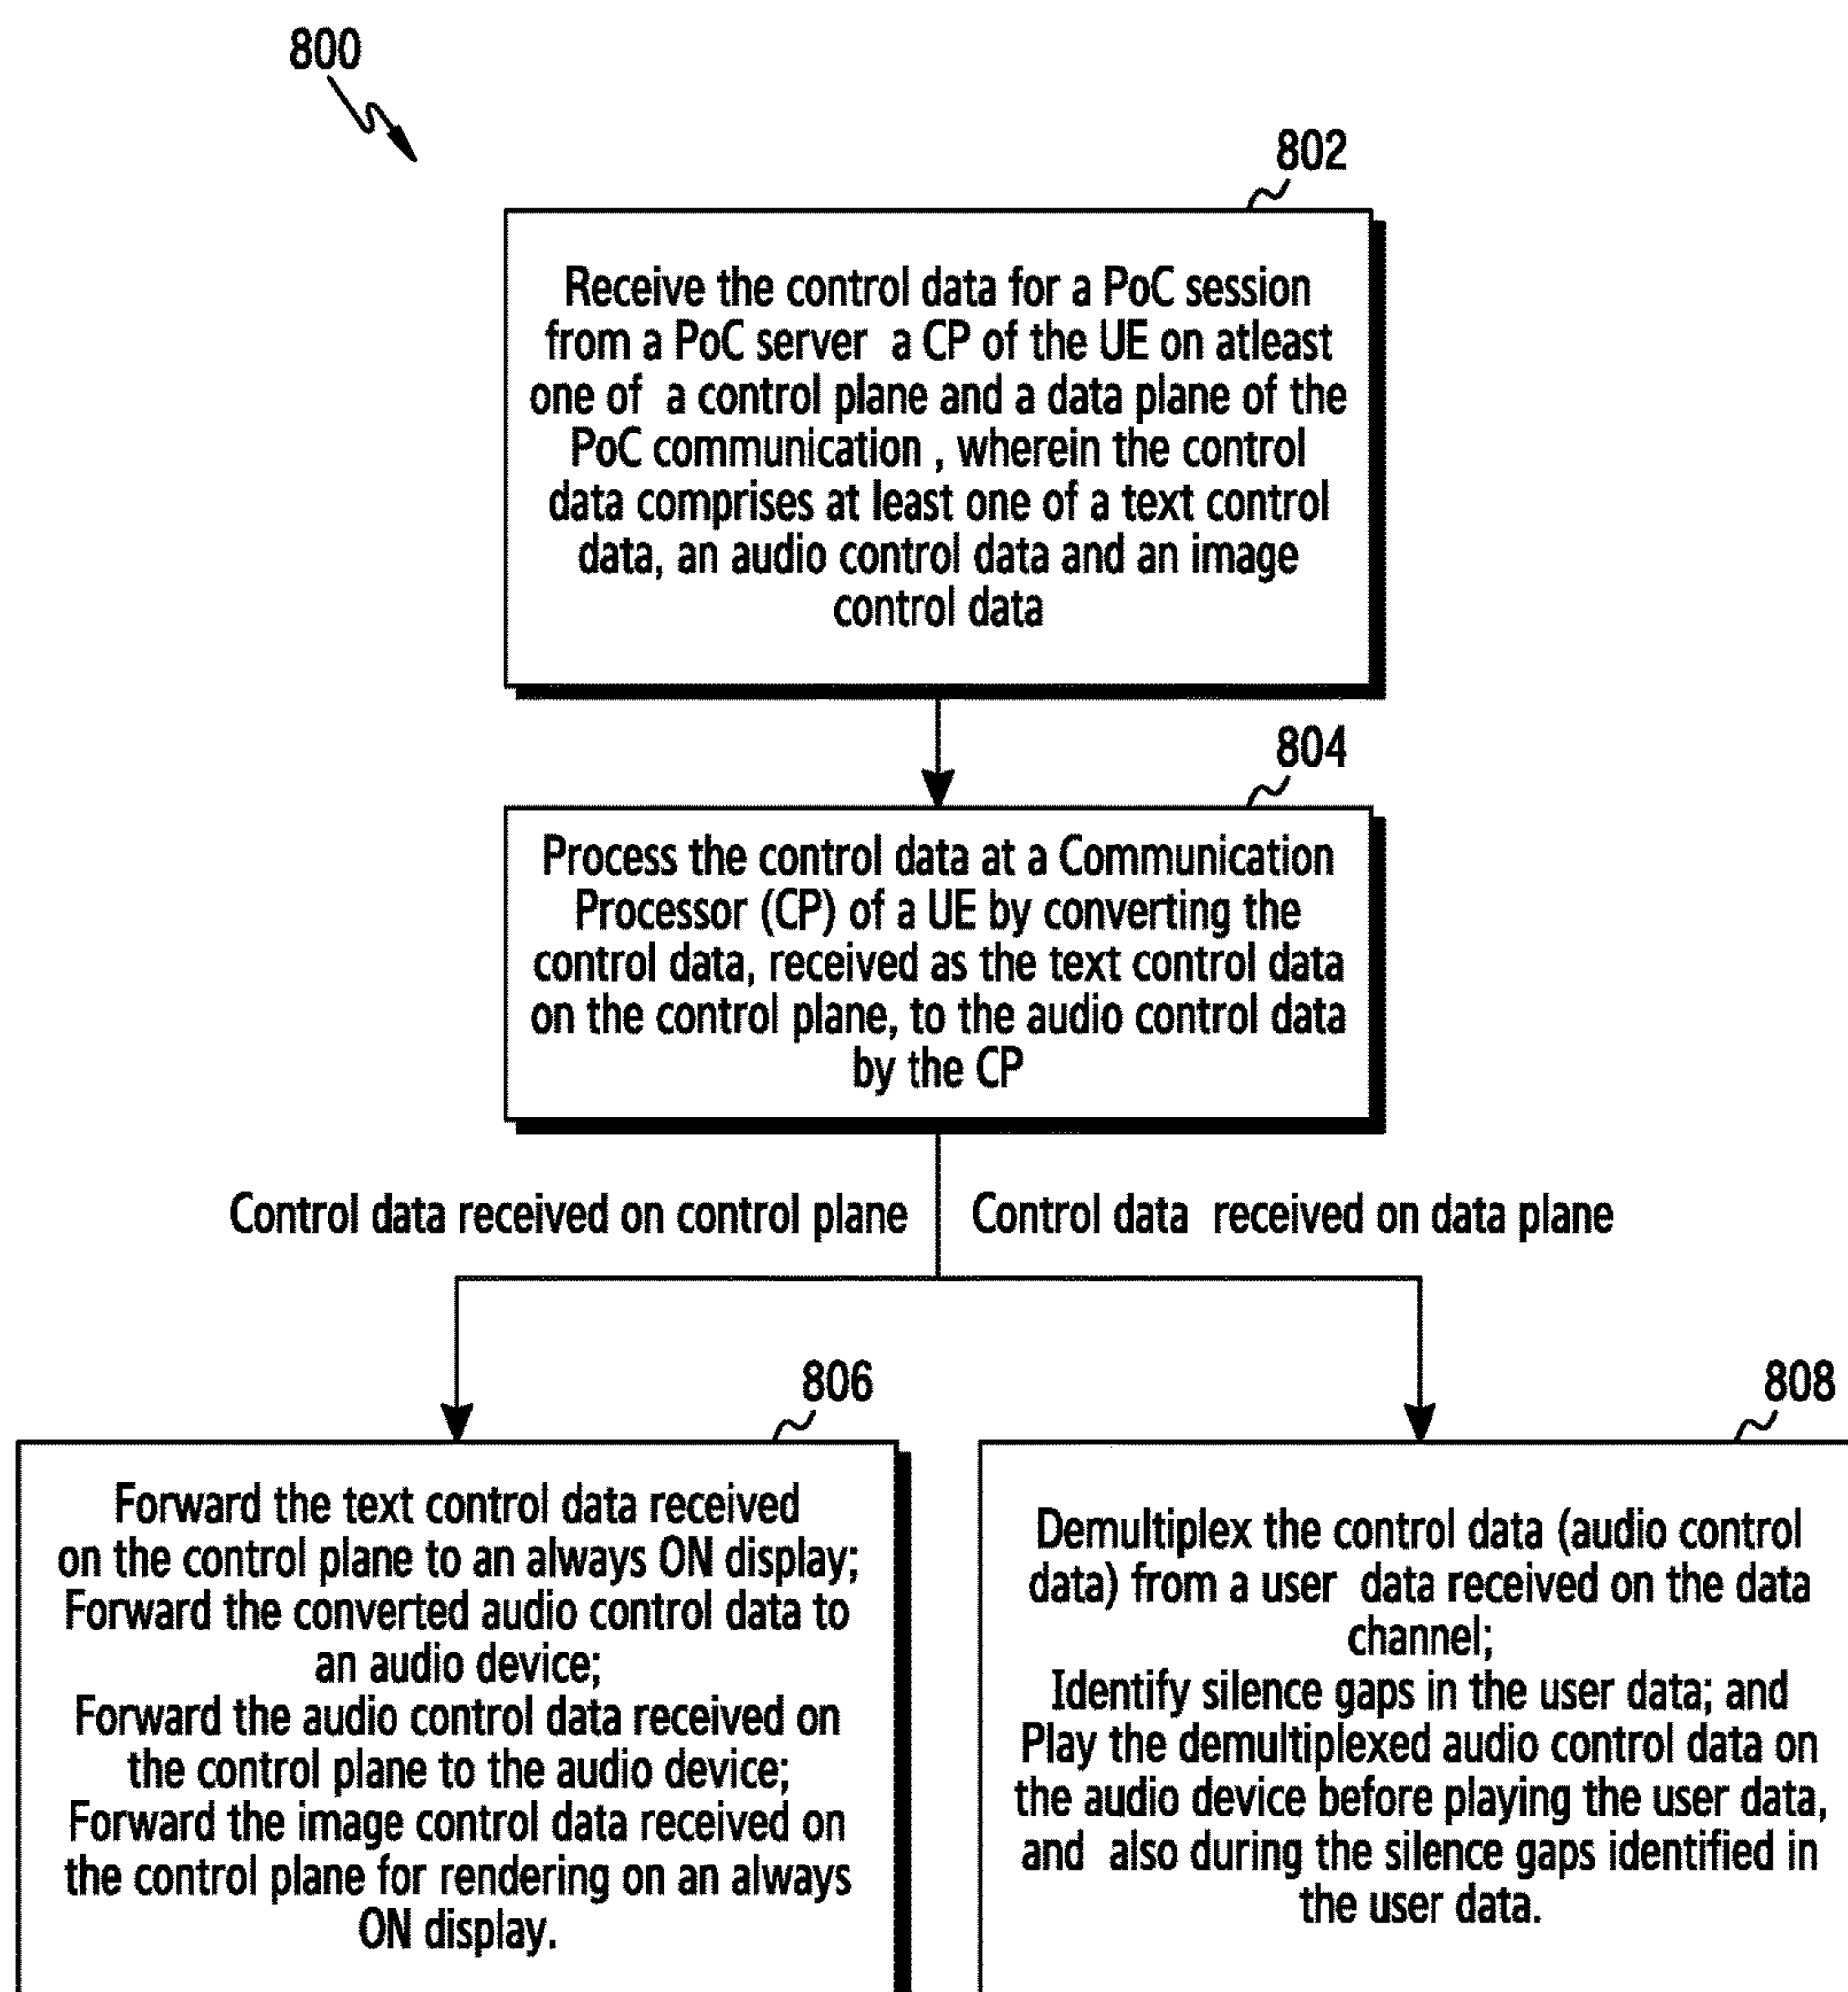 800
802
Receive the control data for a PoC session
from a PoC server a CP of the UE on atleast
one of a control plane and a data plane of the
PoC communication , wherein the control
data comprises at least one of a text control
data, an audio control data and an image
control data
804
Process the control data at a Communication
Processor (CP) of a UE by converting the
control data, received as the text control data
on the control plane, to the audio control data
by the CP
Control data received on control plane
Control data received on data plane
806
Forward the text control data received
on the control plane to an always ON display;
Forward the converted audio control data to
an audio device;
Forward the audio control data received on
the control plane to the audio device;
Forward the image control data received on
the control plane for rendering on an always
ON display.
808
Demultiplex the control data (audio control
data) from a user data received on the data
channel;
Identify silence gaps in the user data; and
Play the demultiplexed audio control data on
the audio device before playing the user data,
and also during the silence gaps identified in
the user data.